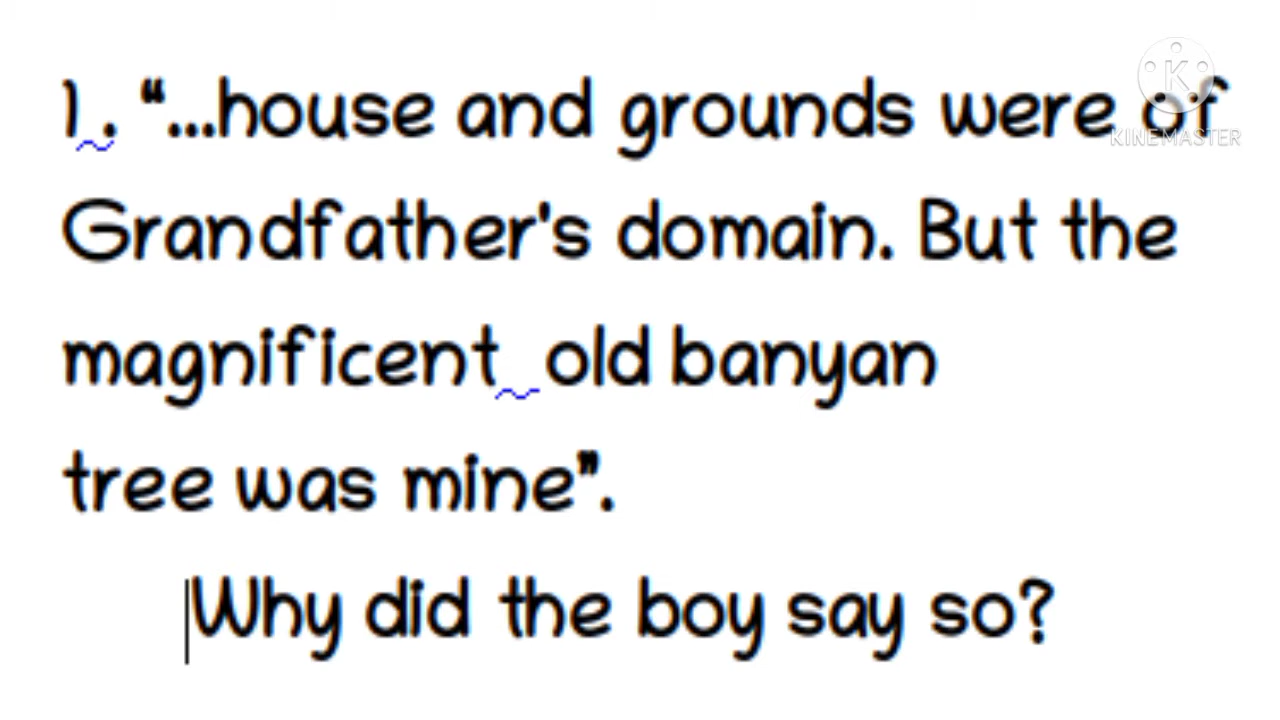 1 . “...house and grounds were of
Grandfather's domain. But the
magnificent  old banyan
tree was mine”.
Why did the boy say so?
KINEMASTER